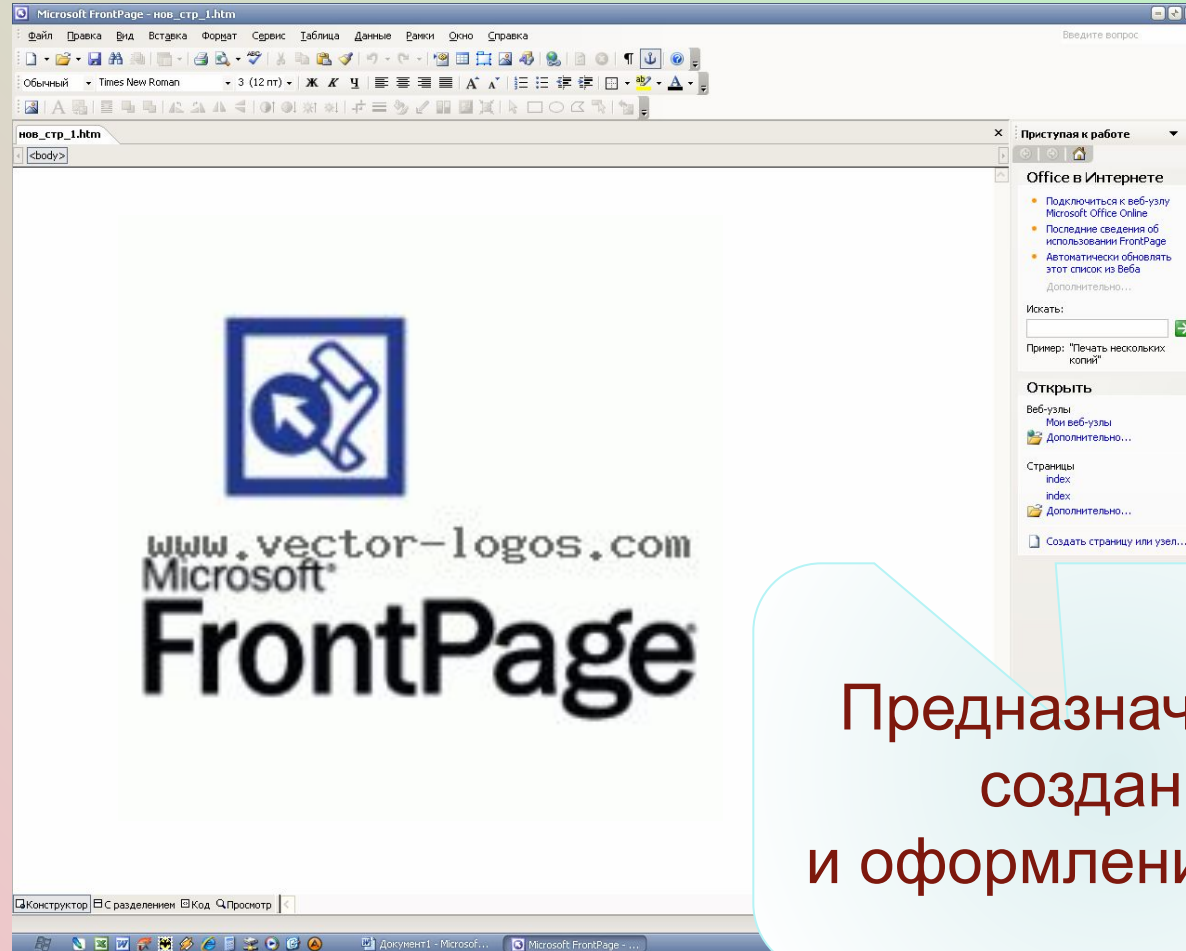 Microsoft FrontPage - нов_стр_1.htm
Файл Правка Вид Вставка Формат Сервис Таблица Данные Рамки Окно Справка
Введите вопрос
Обычный Times New Roman 3 (12 пт) Ж К Ч
нов_стр_1.htm
<body>
www.vector-logos.com
Microsoft
FrontPage
Приступая к работе
Office в Интернете
Подключиться к веб-узлу
Microsoft Office Online
Последние сведения об
использовании FrontPage
Автоматически обновлять
этот список из Веба
Дополнительно...
Искать:
Пример: "Печать нескольких
копий"
Открыть
Веб-узлы
Мои веб-узлы
Дополнительно...
Страницы
index
index
Дополнительно...
Создать страницу или узел...
Предназнач
создан
и оформлени
Конструктор С разделением Код Просмотр
Документ1 - Microsof... Microsoft FrontPage - ...